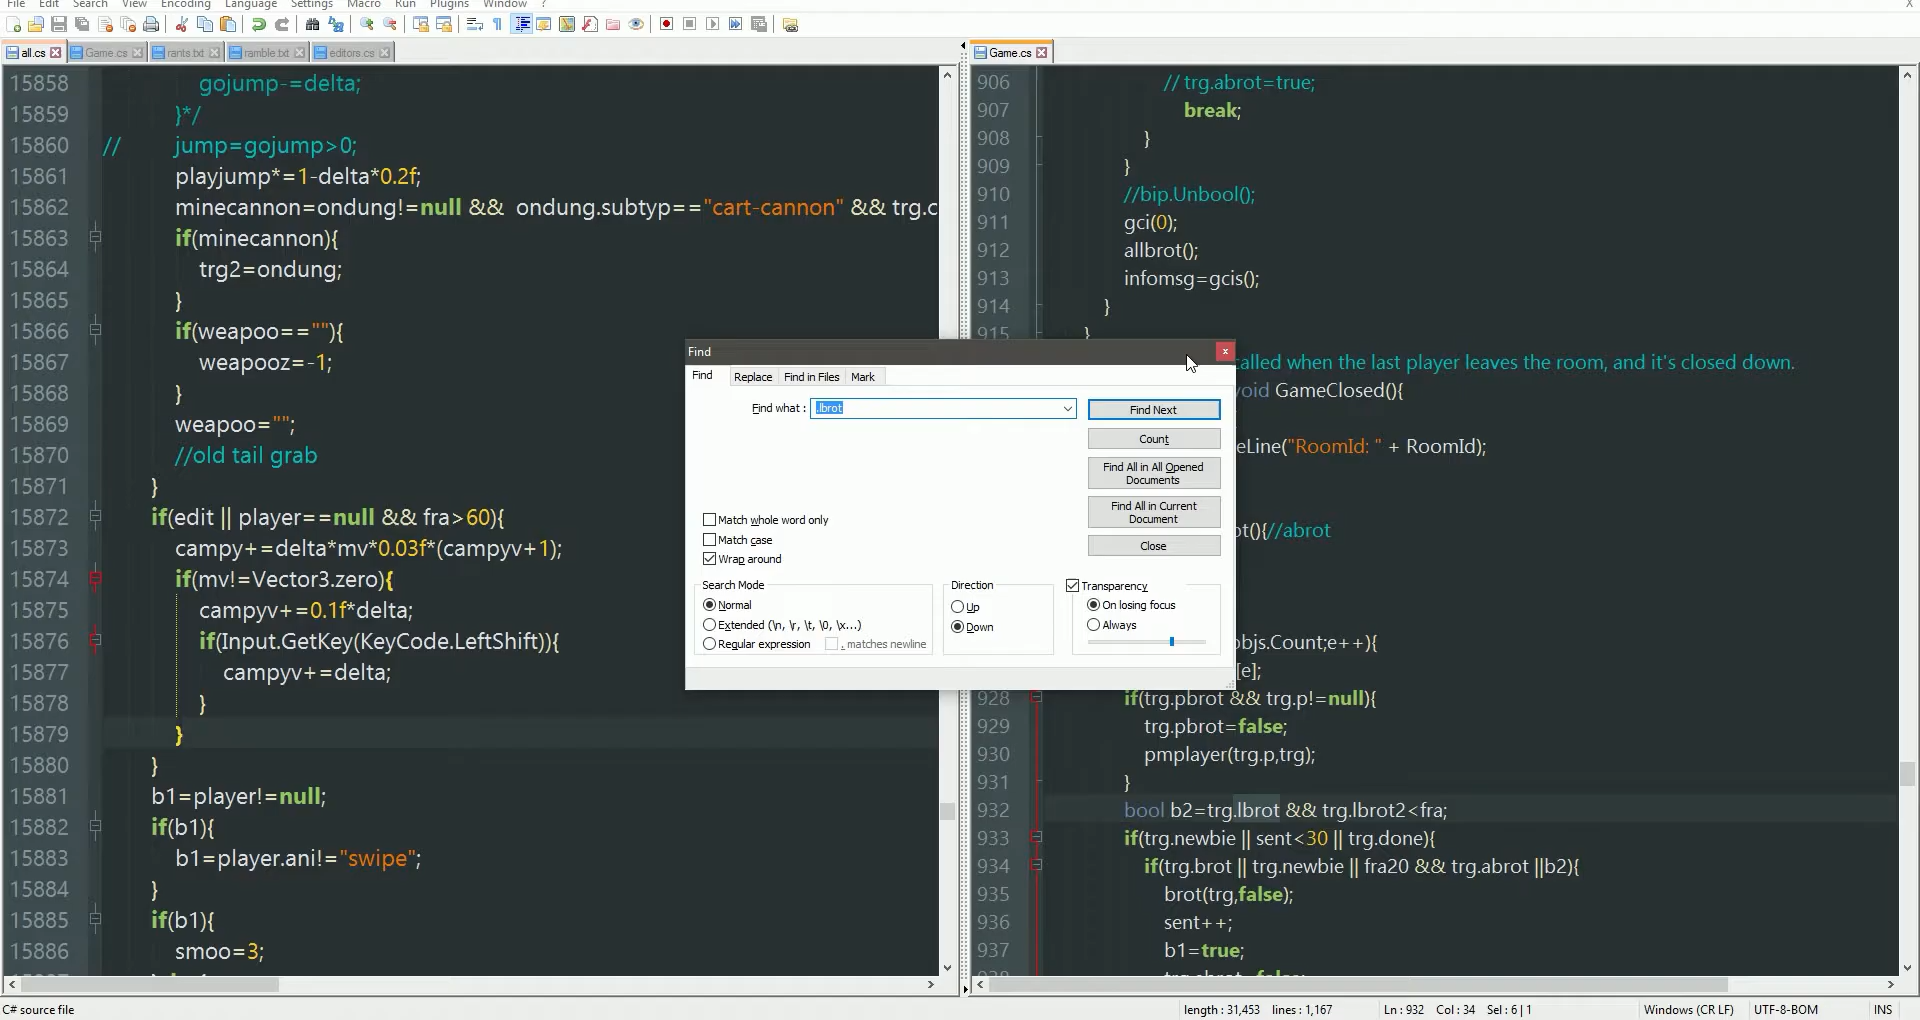 File Edit Search View Encoding Language Settings Macro Run Plugins Window ? X
all.cs Game.cs rants.txt ramble.txt editors.cs
15858 gojump-=delta;
15859 }*/
15860 // jump=gojump>0;
15861 playjump*=1-delta*0.2f;
15862 minecannon=ondung!=null && ondung.subtyp=="cart-cannon" && trg.c
15863 if(minecannon){
15864 trg2=ondung;
15865 }
15866 if(weapoo==""){
15867 weapooz=-1;
15868 }
15869 weapoo="";
15870 //old tail grab
15871 }
15872 if(edit || player==null && fra>60){
15873 campy+=delta*mv*0.03f*(campyv+1);
15874 if(mv!=Vector3.zero){
15875 campyv+=0.1f*delta;
15876 if(Input.GetKey(KeyCode.LeftShift)){
15877 campyv+=delta;
15878 }
15879 }
15880 }
15881 b1=player!=null;
15882 if(b1){
15883 b1=player.ani!="swipe";
15884 }
15885 if(b1){
15886 smoo=3;
Game.cs
906 // trg.abrot=true;
907 break;
908 }
909 }
910 //bip.Unbool();
911 gci(0);
912 allbrot();
913 infomsg=gcis();
914 }
915 }
alled when the last player leaves the room, and it's closed down.
void GameClosed(){
eLine("RoomId: " + RoomId);
ot(){//abrot
objs.Count;e++){
[e];
928 if(trg.pbrot && trg.p!=null){
929 trg.pbrot=false;
930 pmplayer(trg.p,trg);
931 }
932 bool b2=trg.lbrot && trg.lbrot2<fra;
933 if(trg.newbie || sent<30 || trg.done){
934 if(trg.brot || trg.newbie || fra20 && trg.abrot ||b2){
935 brot(trg,false);
936 sent++;
937 b1=true;
Find x
Find Replace Find in Files Mark
Find what : .lbrot
Find Next
Count
Find All in All Opened
Documents
Find All in Current
Document
Close
Match whole word only
Match case
Wrap around
Search Mode
Normal
Extended (\n, \r, \t, \0, \x...)
Regular expression . matches newline
Direction
Up
Down
Transparency
On losing focus
Always
C# source file length : 31,453 lines : 1,167 Ln : 932 Col : 34 Sel : 6 | 1 Windows (CR LF) UTF-8-BOM INS